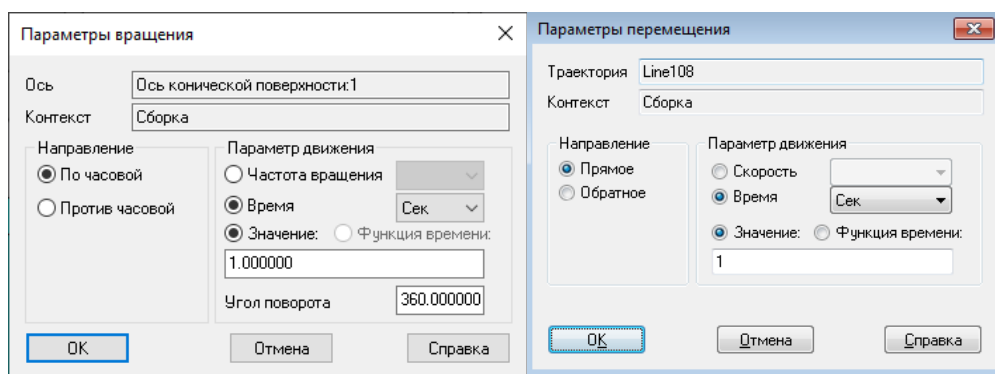 Параметры вращения
Ось
Ось конической поверхности:1
Контекст
Сборка
Направление
По часовой
Против часовой
Параметр движения
Частота вращения
Время
Сек
Значение:
Функция времени:
1.000000
Угол поворота
360.000000
OK
Отмена
Справка
Параметры перемещения
Траектория
Line108
Контекст
Сборка
Направление
Прямое
Обратное
Параметр движения
Скорость
Время
Сек
Значение:
Функция времени:
1
OK
Отмена
Справка